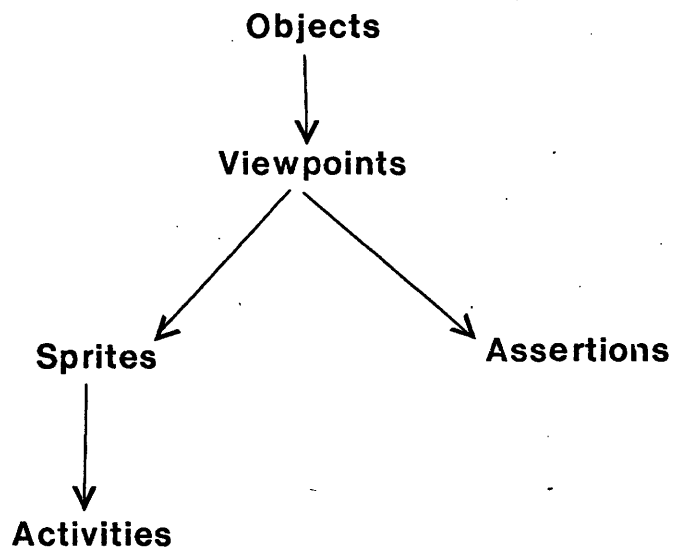 Objects
Viewpoints
Sprites
Assertions
Activities